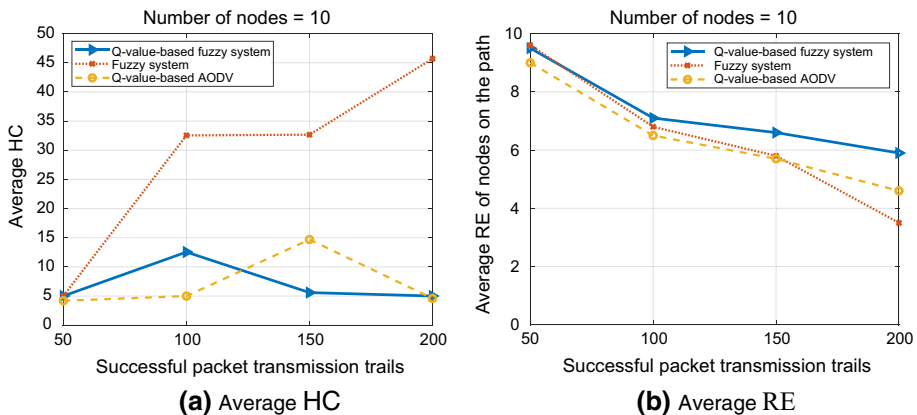 Number of nodes = 10
50
45
40
35
30
25
20
15
10
5
0
Average HC
Q-value-based fuzzy system
Fuzzy system
Q-value-based AODV
50
100
150
200
Successful packet transmission trails
(a) Average HC
Number of nodes = 10
10
8
6
4
2
0
Average RE of nodes on the path
Q-value-based fuzzy system
Fuzzy system
Q-value-based AODV
50
100
150
200
Successful packet transmission trails
(b) Average RE